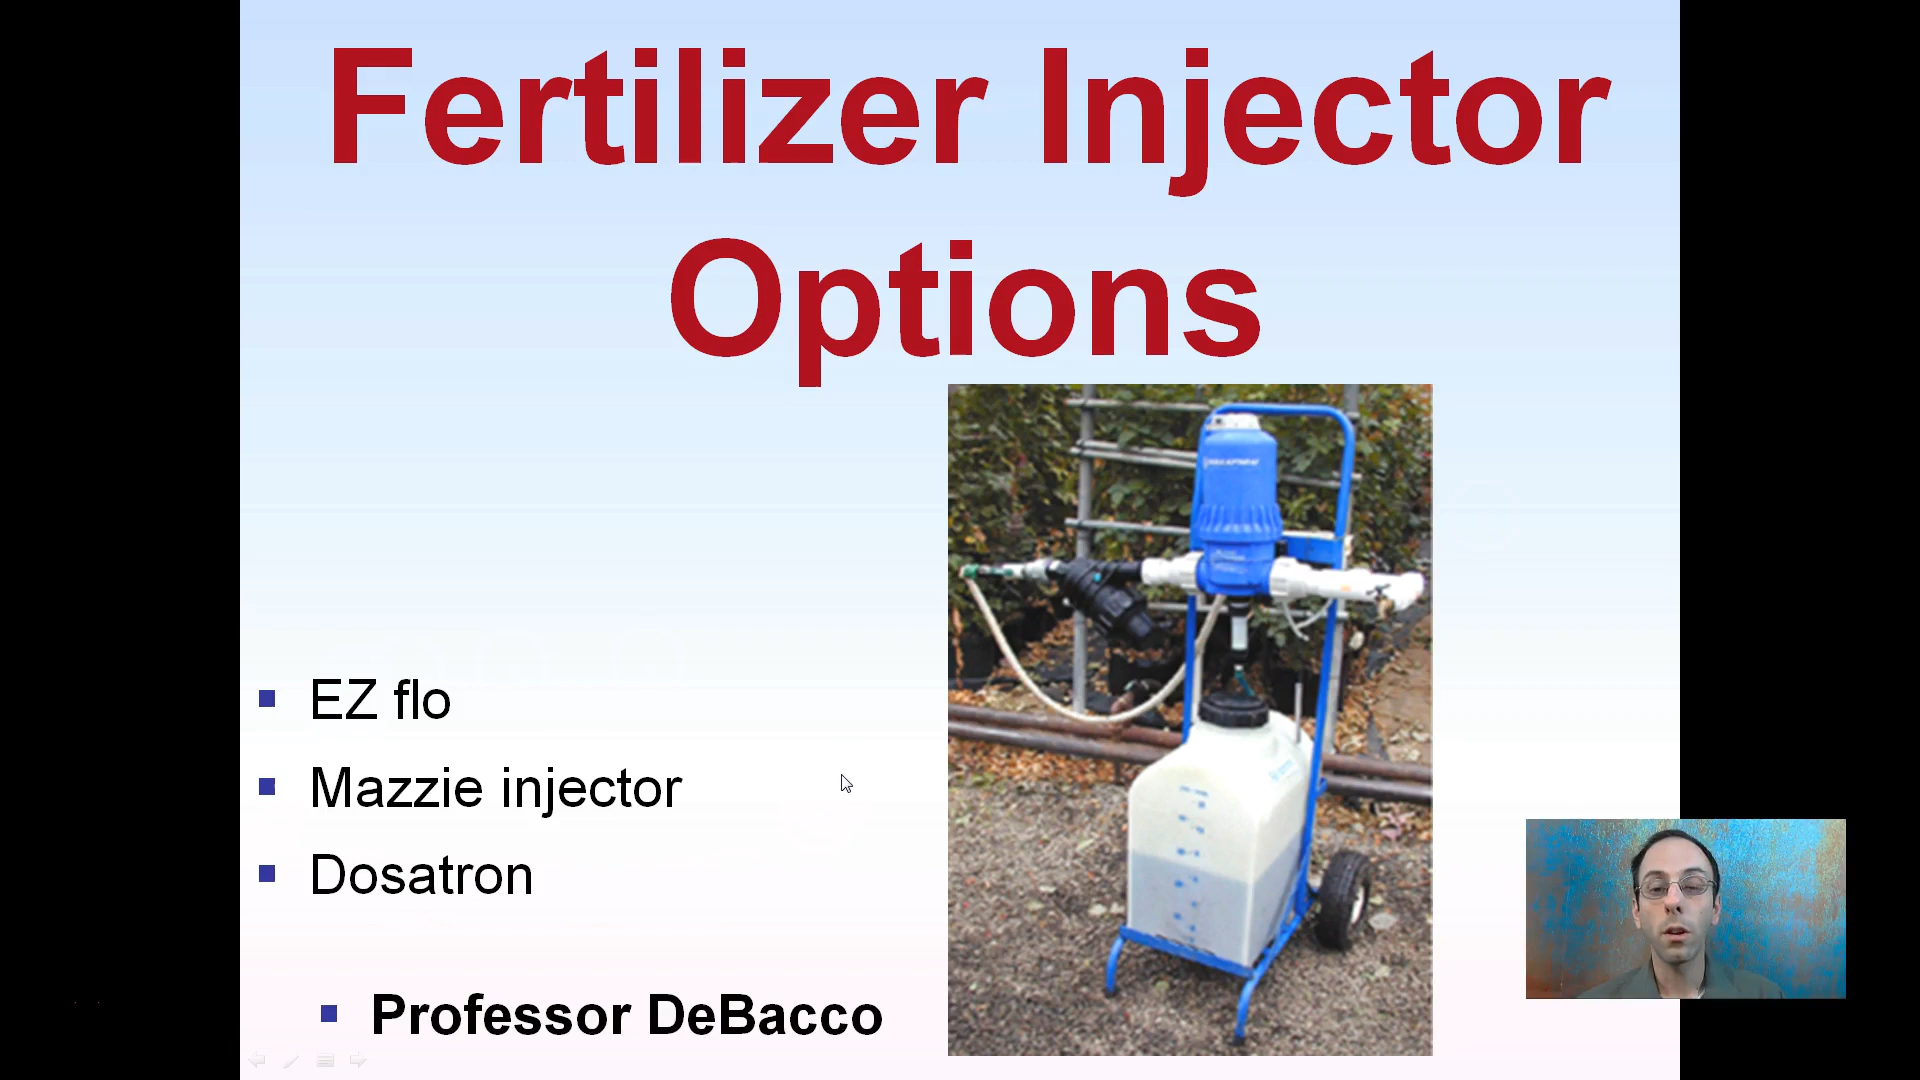 Fertilizer Injector
Options
EZ flo
Mazzie injector
Dosatron
Professor DeBacco